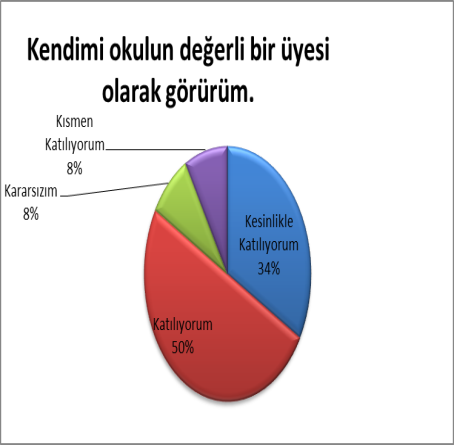 Kendimi okulun değerli bir üyesi
olarak görürüm.
Kısmen
Katılıyorum
8%
Kararsızım
8%
Kesinlikle
Katılıyorum
34%
Katılıyorum
50%